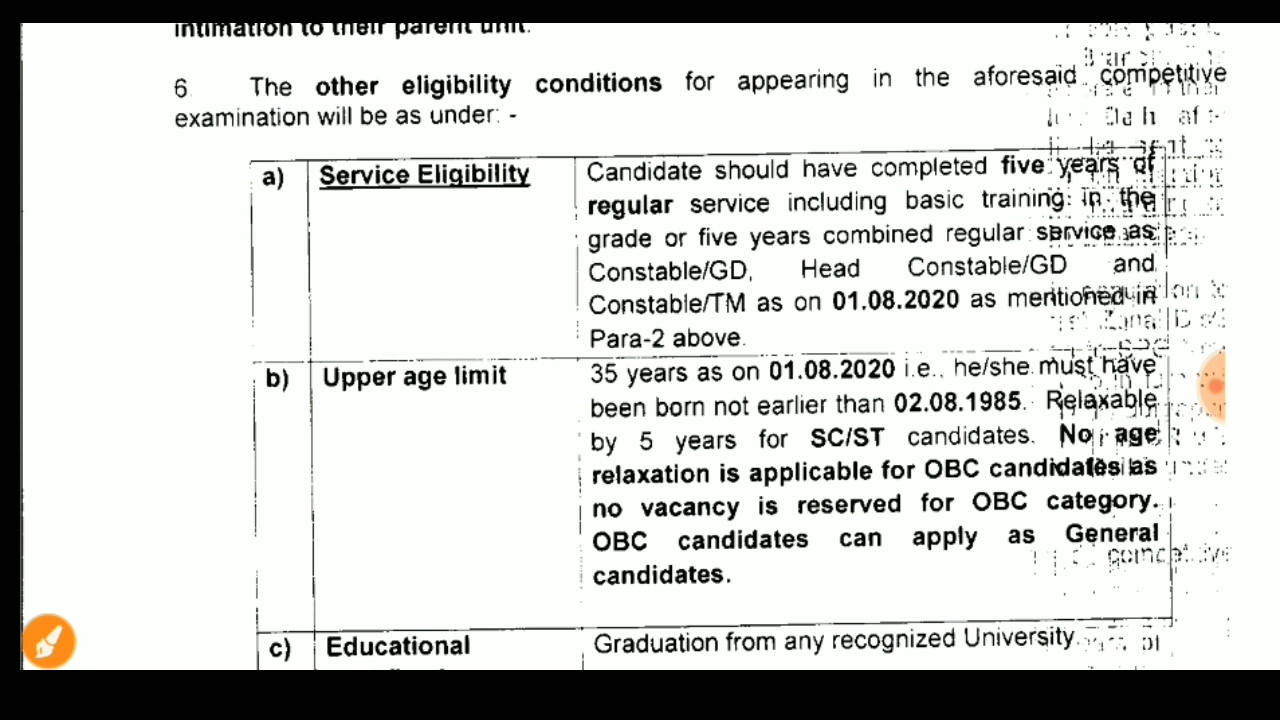 intimation to their parent unit.
6. The other eligibility conditions for appearing in the aforesaid competitive
examination will be as under: -
a) Service Eligibility Candidate should have completed five years of
regular service including basic training in the
grade or five years combined regular service as
Constable/GD, Head Constable/GD and
Constable/TM as on 01.08.2020 as mentioned in
Para-2 above.
b) Upper age limit 35 years as on 01.08.2020 i.e., he/she must have
been born not earlier than 02.08.1985. Relaxable
by 5 years for SC/ST candidates. No age
relaxation is applicable for OBC candidates as
no vacancy is reserved for OBC category.
OBC candidates can apply as General
candidates.
c) Educational Graduation from any recognized University.